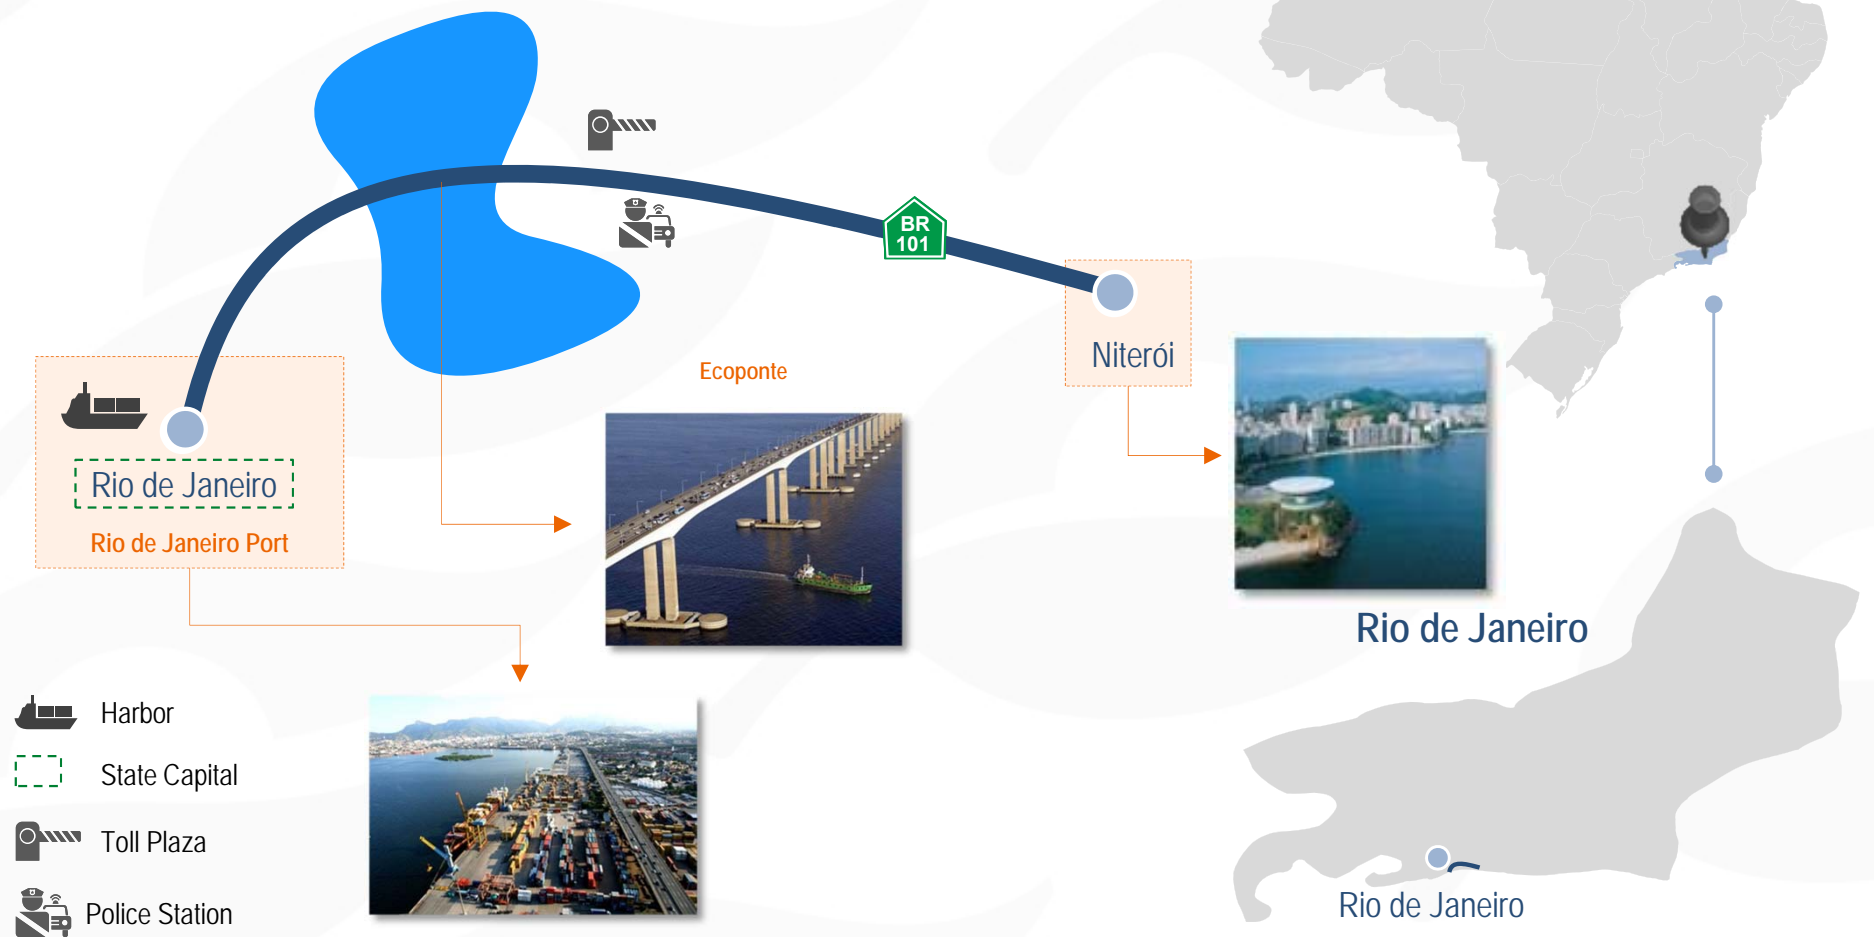 BR
101
Niterói
Ecoponte
Rio de Janeiro
Rio de Janeiro Port
Rio de Janeiro
Harbor
State Capital
Toll Plaza
Police Station
Rio de Janeiro